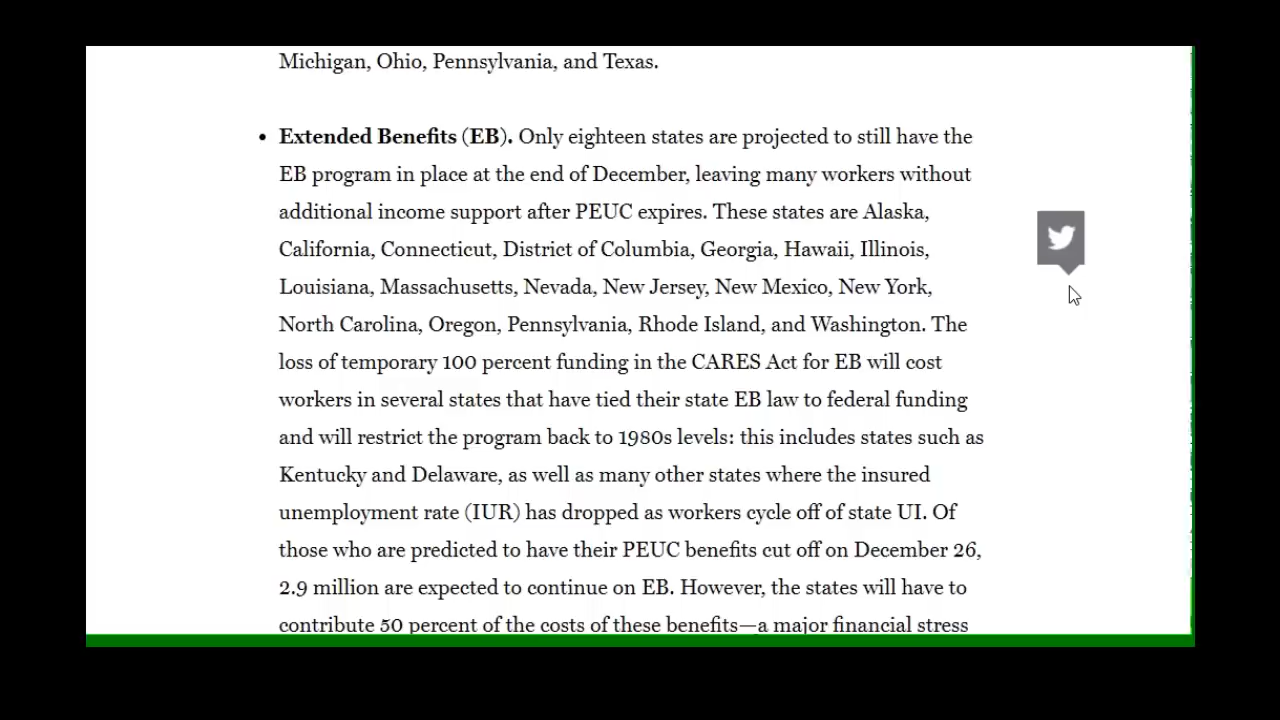 Michigan, Ohio, Pennsylvania, and Texas.
• Extended Benefits (EB). Only eighteen states are projected to still have the
EB program in place at the end of December, leaving many workers without
additional income support after PEUC expires. These states are Alaska,
California, Connecticut, District of Columbia, Georgia, Hawaii, Illinois,
Louisiana, Massachusetts, Nevada, New Jersey, New Mexico, New York,
North Carolina, Oregon, Pennsylvania, Rhode Island, and Washington. The
loss of temporary 100 percent funding in the CARES Act for EB will cost
workers in several states that have tied their state EB law to federal funding
and will restrict the program back to 1980s levels: this includes states such as
Kentucky and Delaware, as well as many other states where the insured
unemployment rate (IUR) has dropped as workers cycle off of state UI. Of
those who are predicted to have their PEUC benefits cut off on December 26,
2.9 million are expected to continue on EB. However, the states will have to
contribute 50 percent of the costs of these benefits—a major financial stress